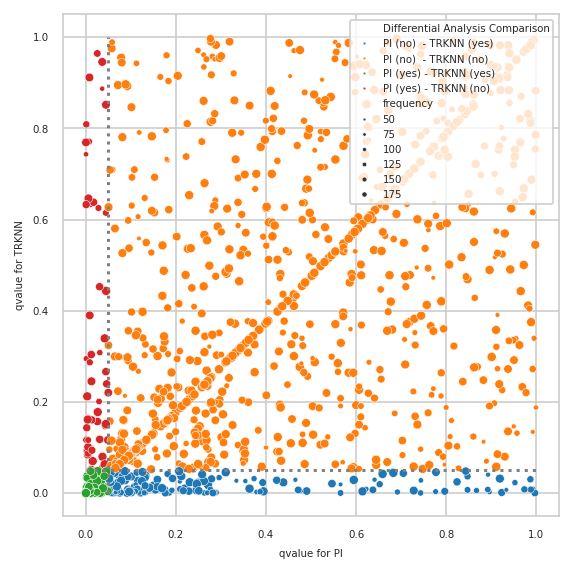 1.0
0.8
0.6
0.4
0.2
0.0
qvalue for TRKNN
Differential Analysis Comparison
PI (no)  - TRKNN (yes)
PI (no)  - TRKNN (no)
PI (yes) - TRKNN (yes)
PI (yes) - TRKNN (no)
frequency
50
75
100
125
150
175
0.0 0.2 0.4 0.6 0.8 1.0
qvalue for PI